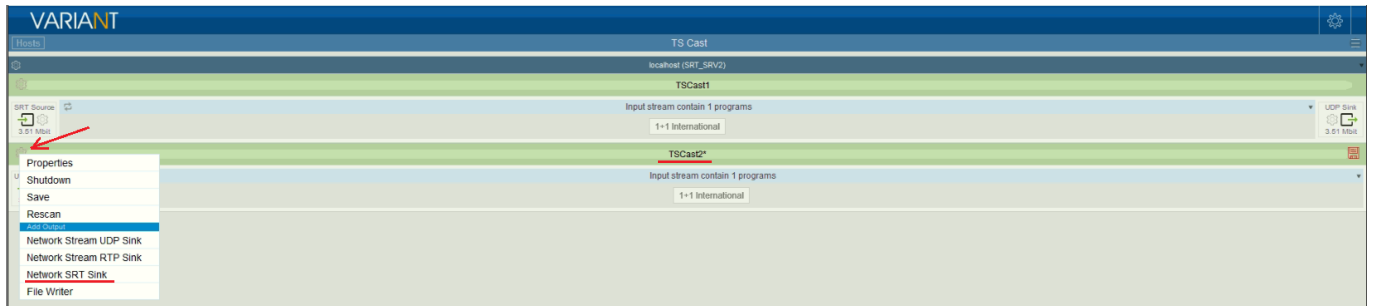 VARIANT
Hosts
TS Cast
localhost (SRT_SRV2)
TSCast1
SRT Source
Input stream contain 1 programs
UDP Sink
3.51 Mbit
1+1 International
3.51 Mbit
TSCast2*
Properties
Input stream contain 1 programs
Shutdown
1+1 International
Save
Rescan
Add Output
Network Stream UDP Sink
Network Stream RTP Sink
Network SRT Sink
File Writer